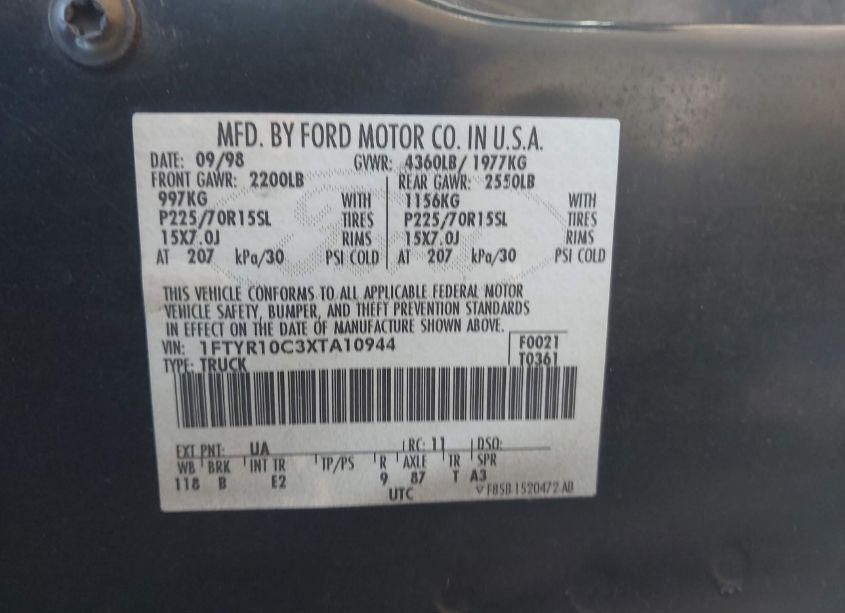 MFD. BY FORD MOTOR CO. IN U.S.A.
DATE: 09/98 GVWR: 4360LB/ 1977KG
FRONT GAWR: 2200LB REAR GAWR: 2550LB
997KG WITH 1156KG WITH
P225/70R15SL TIRES P225/70R15SL TIRES
15X7.0J RIMS 15X7.0J RIMS
AT 207 kPa/30 PSI COLD AT 207 kPa/30 PSI COLD
THIS VEHICLE CONFORMS TO ALL APPLICABLE FEDERAL MOTOR
VEHICLE SAFETY, BUMPER, AND THEFT PREVENTION STANDARDS
IN EFFECT ON THE DATE OF MANUFACTURE SHOWN ABOVE.
VIN: 1FTYR10C3XTA10944 F0021
TYPE: TRUCK T0361
EXT PNT: UA RC: 11 DSO:
WB BRK INT TR TP/PS R AXLE TR SPR
118 B E2 9 87 T A3
UTC F85B 1520472 AB